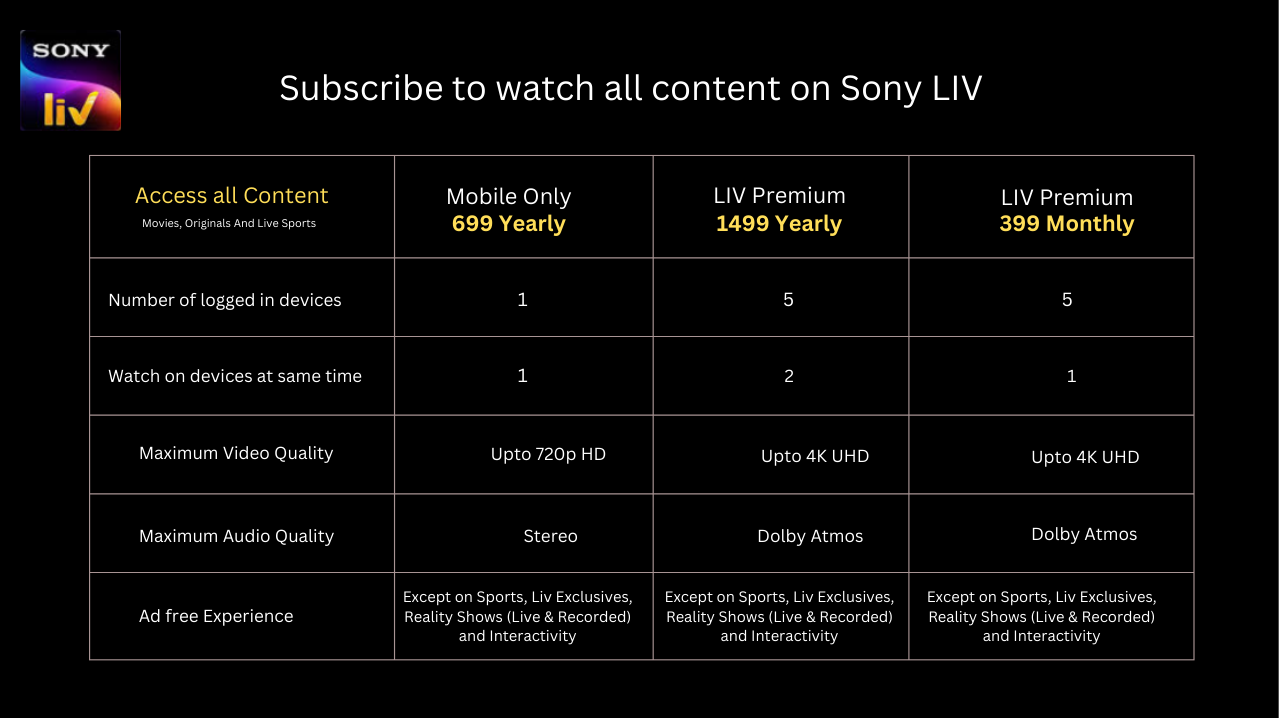 SONY
liv
Subscribe to watch all content on Sony LIV
Access all Content
Movies, Originals And Live Sports
Mobile Only
699 Yearly
LIV Premium
1499 Yearly
LIV Premium
399 Monthly
Number of logged in devices
1
5
5
Watch on devices at same time
1
2
1
Maximum Video Quality
Upto 720p HD
Upto 4K UHD
Upto 4K UHD
Maximum Audio Quality
Stereo
Dolby Atmos
Dolby Atmos
Ad free Experience
Except on Sports, Liv Exclusives,
Reality Shows (Live & Recorded)
and Interactivity
Except on Sports, Liv Exclusives,
Reality Shows (Live & Recorded)
and Interactivity
Except on Sports, Liv Exclusives,
Reality Shows (Live & Recorded)
and Interactivity